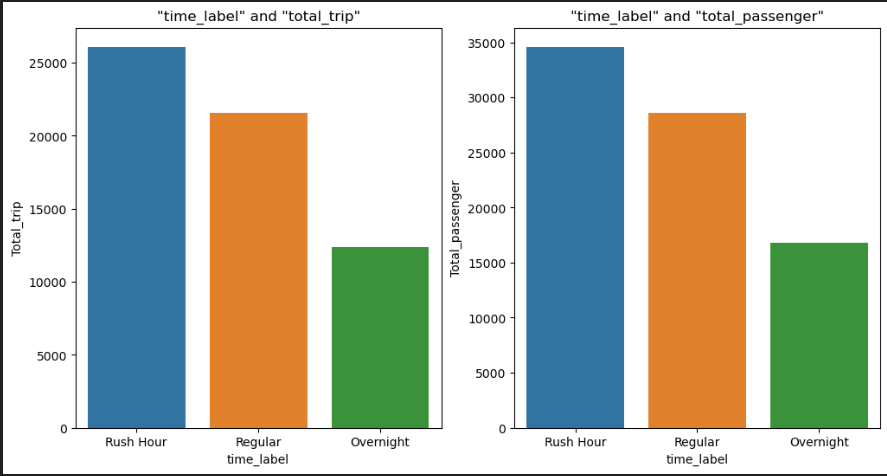 "time_label" and "total_trip"
Total_trip
25000
20000
15000
10000
5000
0
Rush Hour Regular Overnight
time_label
"time_label" and "total_passenger"
Total_passenger
35000
30000
25000
20000
15000
10000
5000
0
Rush Hour Regular Overnight
time_label